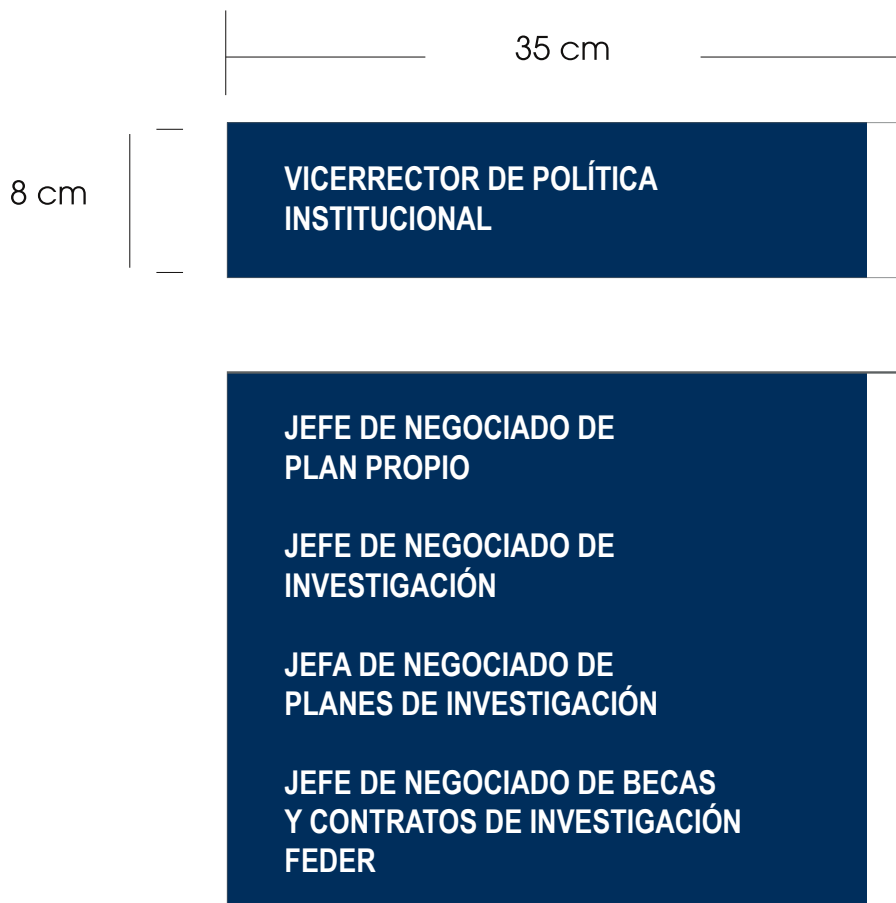 35 cm
8 cm
VICERRECTOR DE POLÍTICA
INSTITUCIONAL
JEFE DE NEGOCIADO DE
PLAN PROPIO
JEFE DE NEGOCIADO DE
INVESTIGACIÓN
JEFA DE NEGOCIADO DE
PLANES DE INVESTIGACIÓN
JEFE DE NEGOCIADO DE BECAS
Y CONTRATOS DE INVESTIGACIÓN
FEDER